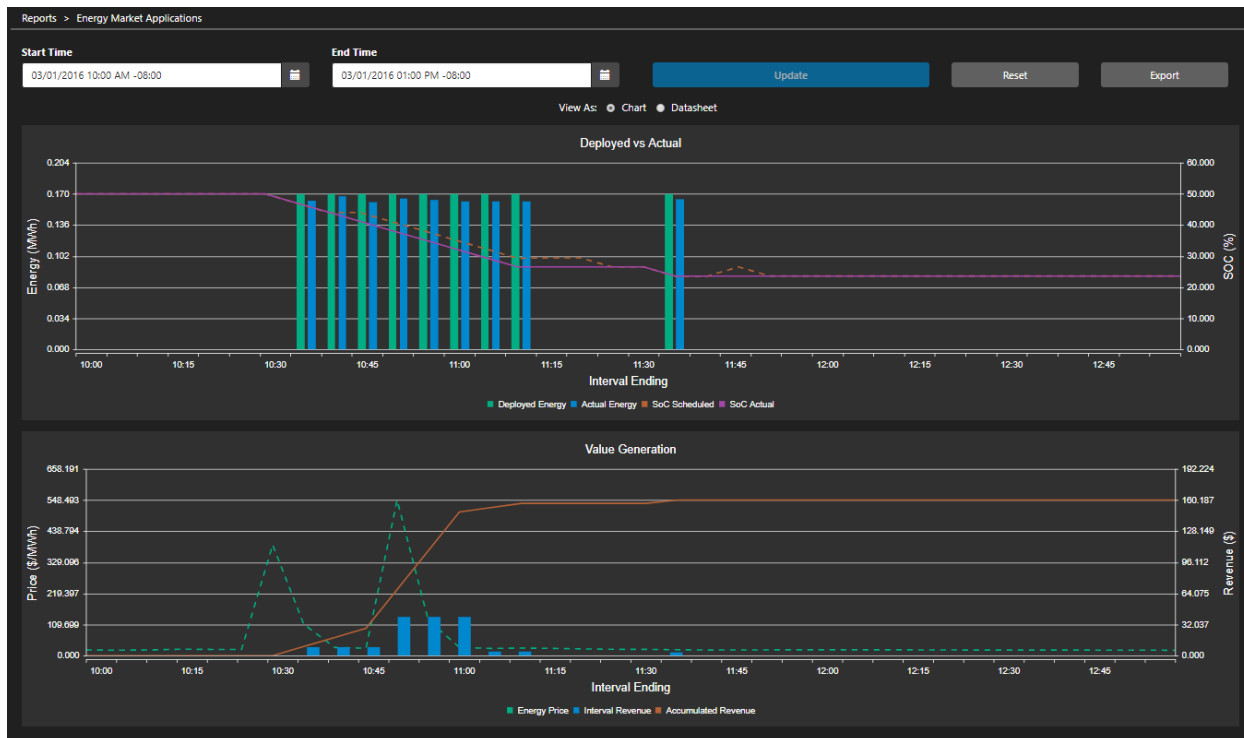 Reports > Energy Market Applications
Start Time End Time
03/01/2016 10:00 AM -08:00 03/01/2016 01:00 PM -08:00 Update Reset Export
View As: Chart Datasheet
Deployed vs Actual
0.204 60.000
0.170 50.000
0.136 40.000
0.102 30.000
0.068 20.000
0.034 10.000
0.000 0.000
Energy (MWh)
SOC (%)
10:00 10:15 10:30 10:45 11:00 11:15 11:30 11:45 12:00 12:15 12:30 12:45
Interval Ending
Deployed Energy Actual Energy SoC Scheduled SoC Actual
Value Generation
658.191 192.224
548.493 160.187
438.794 128.149
329.096 96.112
219.397 64.075
109.699 32.037
0.000 0.000
Price ($/MWh)
Revenue ($)
10:00 10:15 10:30 10:45 11:00 11:15 11:30 11:45 12:00 12:15 12:30 12:45
Interval Ending
Energy Price Interval Revenue Accumulated Revenue